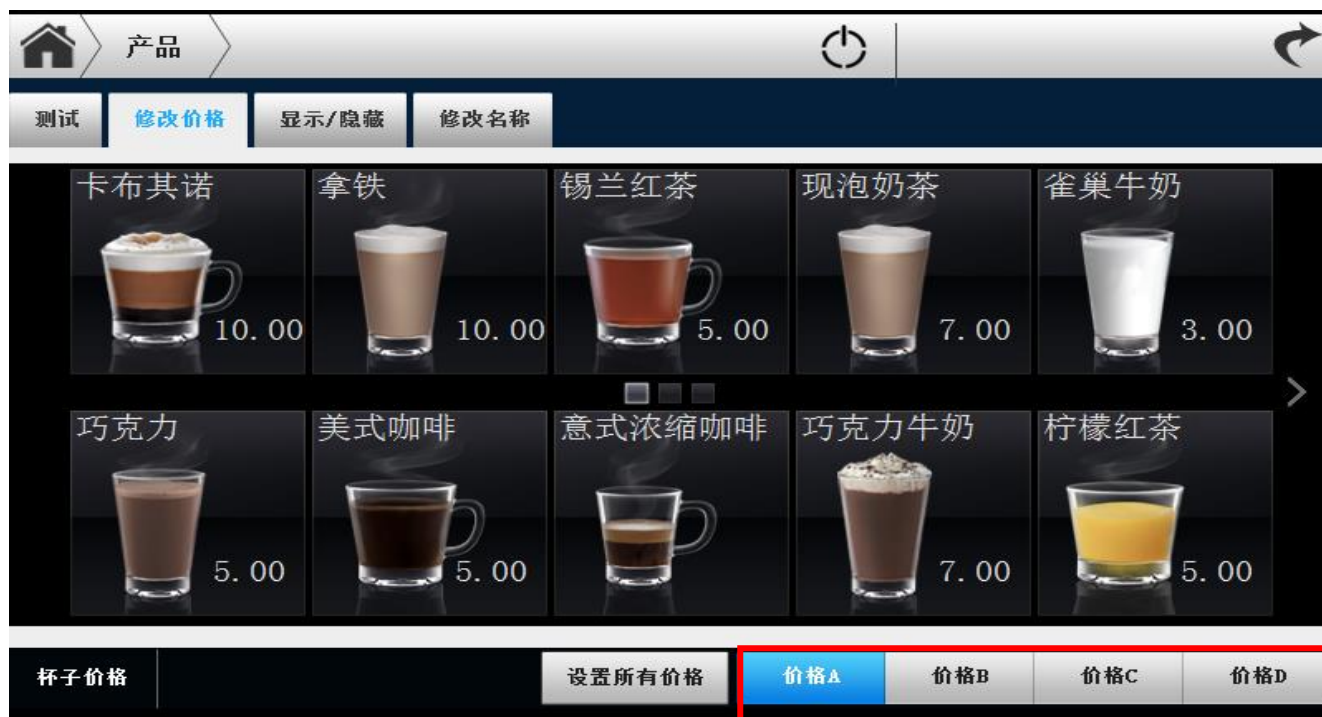 产品
测试 修改价格 显示/隐藏 修改名称
卡布其诺 拿铁 锡兰红茶 现泡奶茶 雀巢牛奶
10.00 10.00 5.00 7.00 3.00
巧克力 美式咖啡 意式浓缩咖啡 巧克力牛奶 柠檬红茶
5.00 5.00 7.00 5.00
杯子价格 设置所有价格 价格A 价格B 价格C 价格D